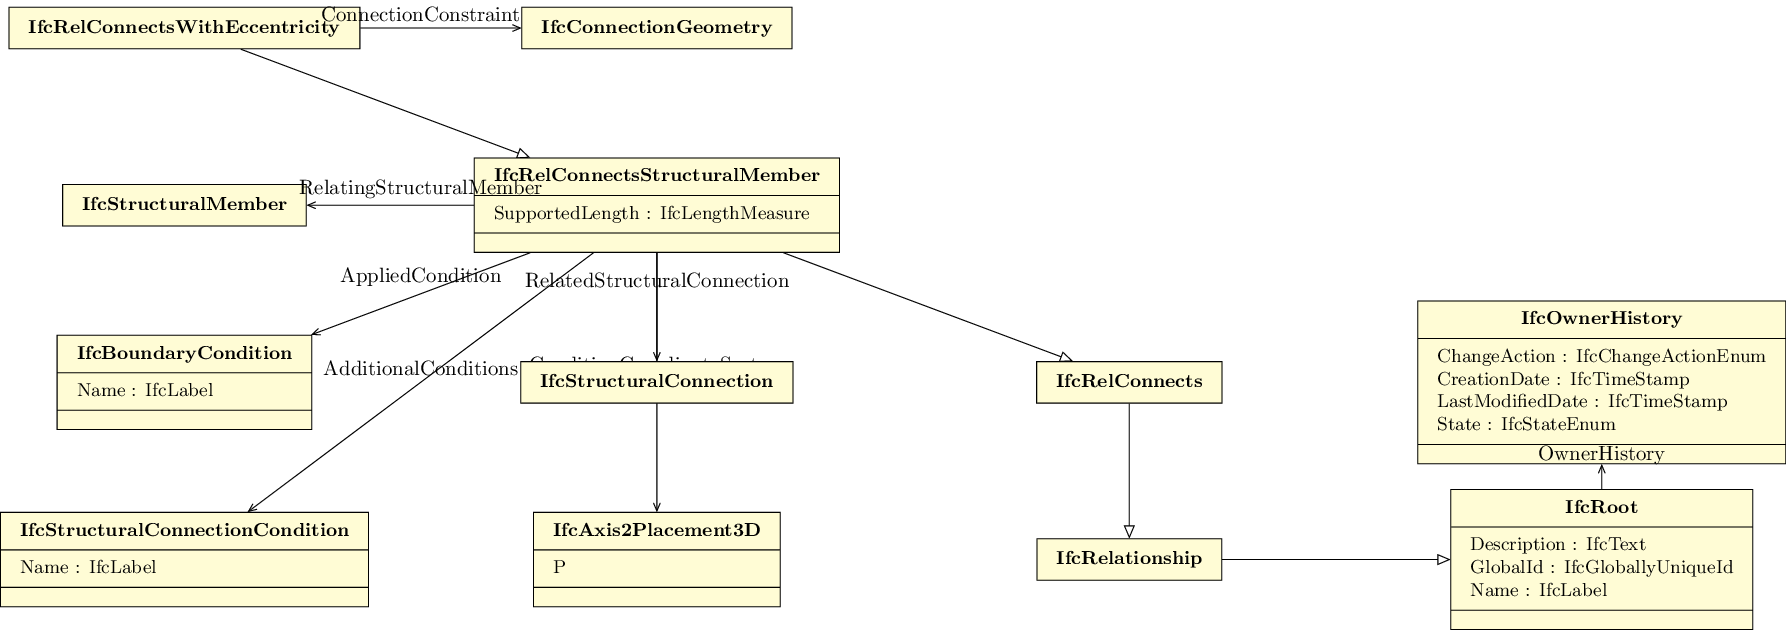 ConnectionConstraint
IfcRelConnectsWithEccentricity
IfcConnectionGeometry
IfcRelConnectsStructuralMember
SupportedLength : IfcLengthMeasure
RelatingStructuralMember
IfcStructuralMember
AppliedCondition
RelatedStructuralConnection
IfcBoundaryCondition
Name : IfcLabel
AdditionalConditions
IfcStructuralConnection
IfcRelConnects
IfcOwnerHistory
ChangeAction : IfcChangeActionEnum
CreationDate : IfcTimeStamp
LastModifiedDate : IfcTimeStamp
State : IfcStateEnum
OwnerHistory
IfcStructuralConnectionCondition
Name : IfcLabel
IfcAxis2Placement3D
P
IfcRelationship
IfcRoot
Description : IfcText
GlobalId : IfcGloballyUniqueId
Name : IfcLabel